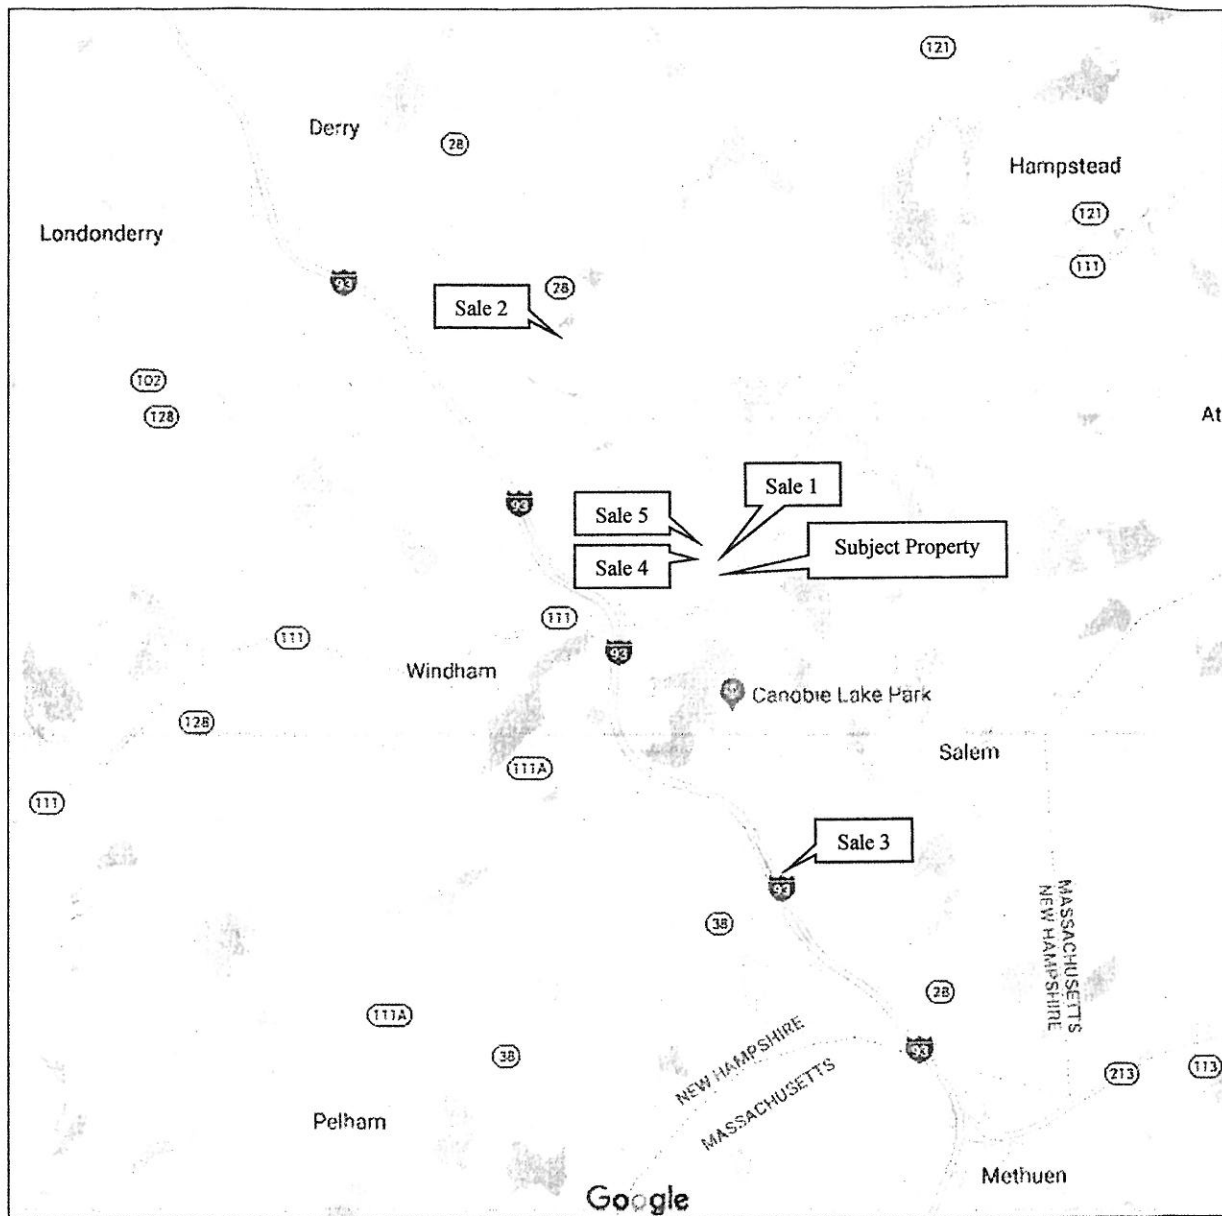 121
Derry
28
Hampstead
121
Londonderry
111
93
28
Sale 2
102
128
At
Sale 1
93
Sale 5
Subject Property
Sale 4
111
111
93
Windham
Canobie Lake Park
128
Salem
111A
111
Sale 3
93
38
MASSACHUSETTS
NEW HAMPSHIRE
28
111A
NEW HAMPSHIRE
93
38
MASSACHUSETTS
213
113
Pelham
Methuen
Google